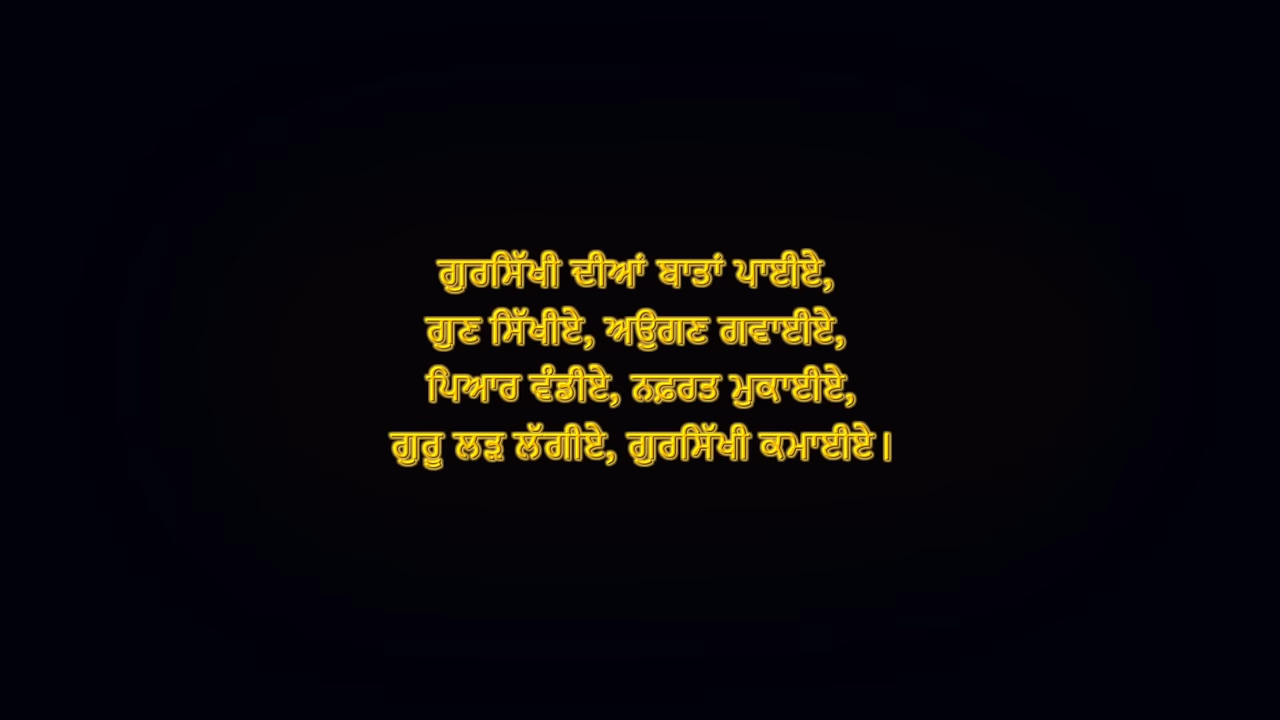 ਗੁਰਸਿੱਖੀ ਦੀਆਂ ਬਾਤਾਂ ਪਾਈਏ,
ਗੁਣ ਸਿੱਖੀਏ, ਅਉਗਣ ਗਵਾਈਏ,
ਪਿਆਰ ਵੰਡੀਏ, ਨਫ਼ਰਤ ਮੁਕਾਈਏ,
ਗੁਰੂ ਲੜ ਲੱਗੀਏ, ਗੁਰਸਿੱਖੀ ਕਮਾਈਏ।